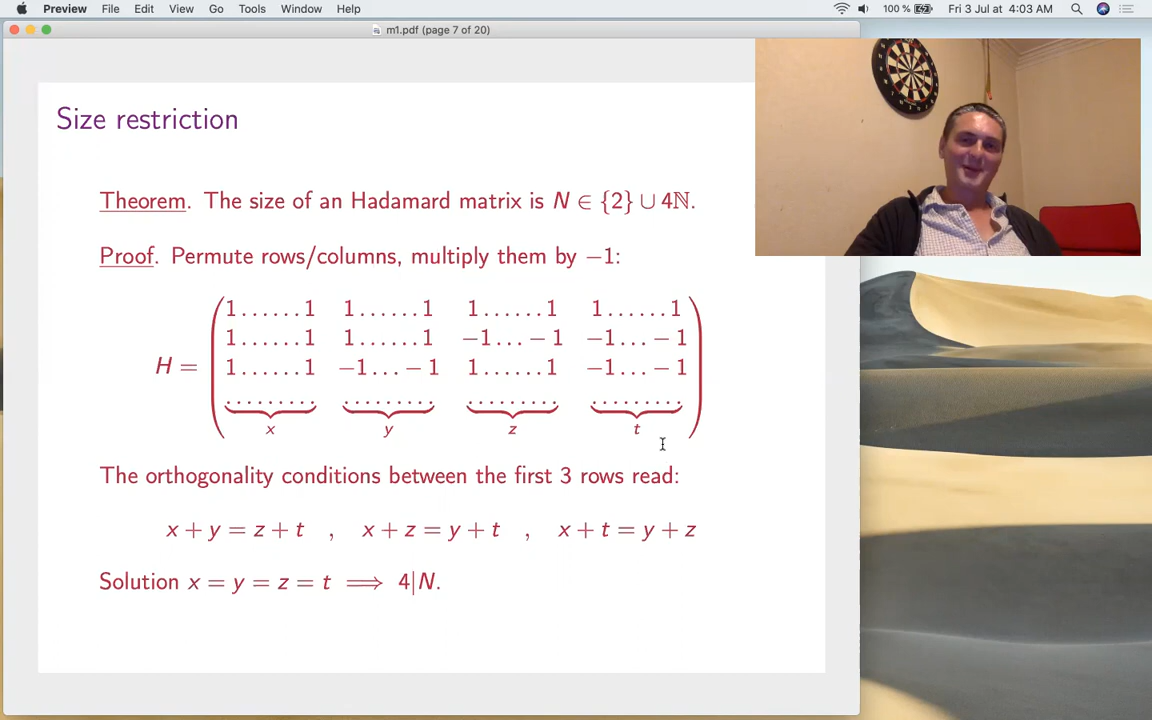 Preview File Edit View Go Tools Window Help 100 % Fri 3 Jul at 4:03 AM
m1.pdf (page 7 of 20)
Size restriction
Theorem. The size of an Hadamard matrix is N ∈ {2} ∪ 4ℕ.
Proof. Permute rows/columns, multiply them by −1:
1 . . . . . . 1 1 . . . . . . 1 1 . . . . . . 1 1 . . . . . . 1
1 . . . . . . 1 1 . . . . . . 1 −1 . . . − 1 −1 . . . − 1
H = 1 . . . . . . 1 −1 . . . − 1 1 . . . . . . 1 −1 . . . − 1
. . . . . . . . . . . . . . . . . . . . . . . . . . . . . . . . . . . .
x y z t
The orthogonality conditions between the first 3 rows read:
x + y = z + t , x + z = y + t , x + t = y + z
Solution x = y = z = t ⟹ 4|N.